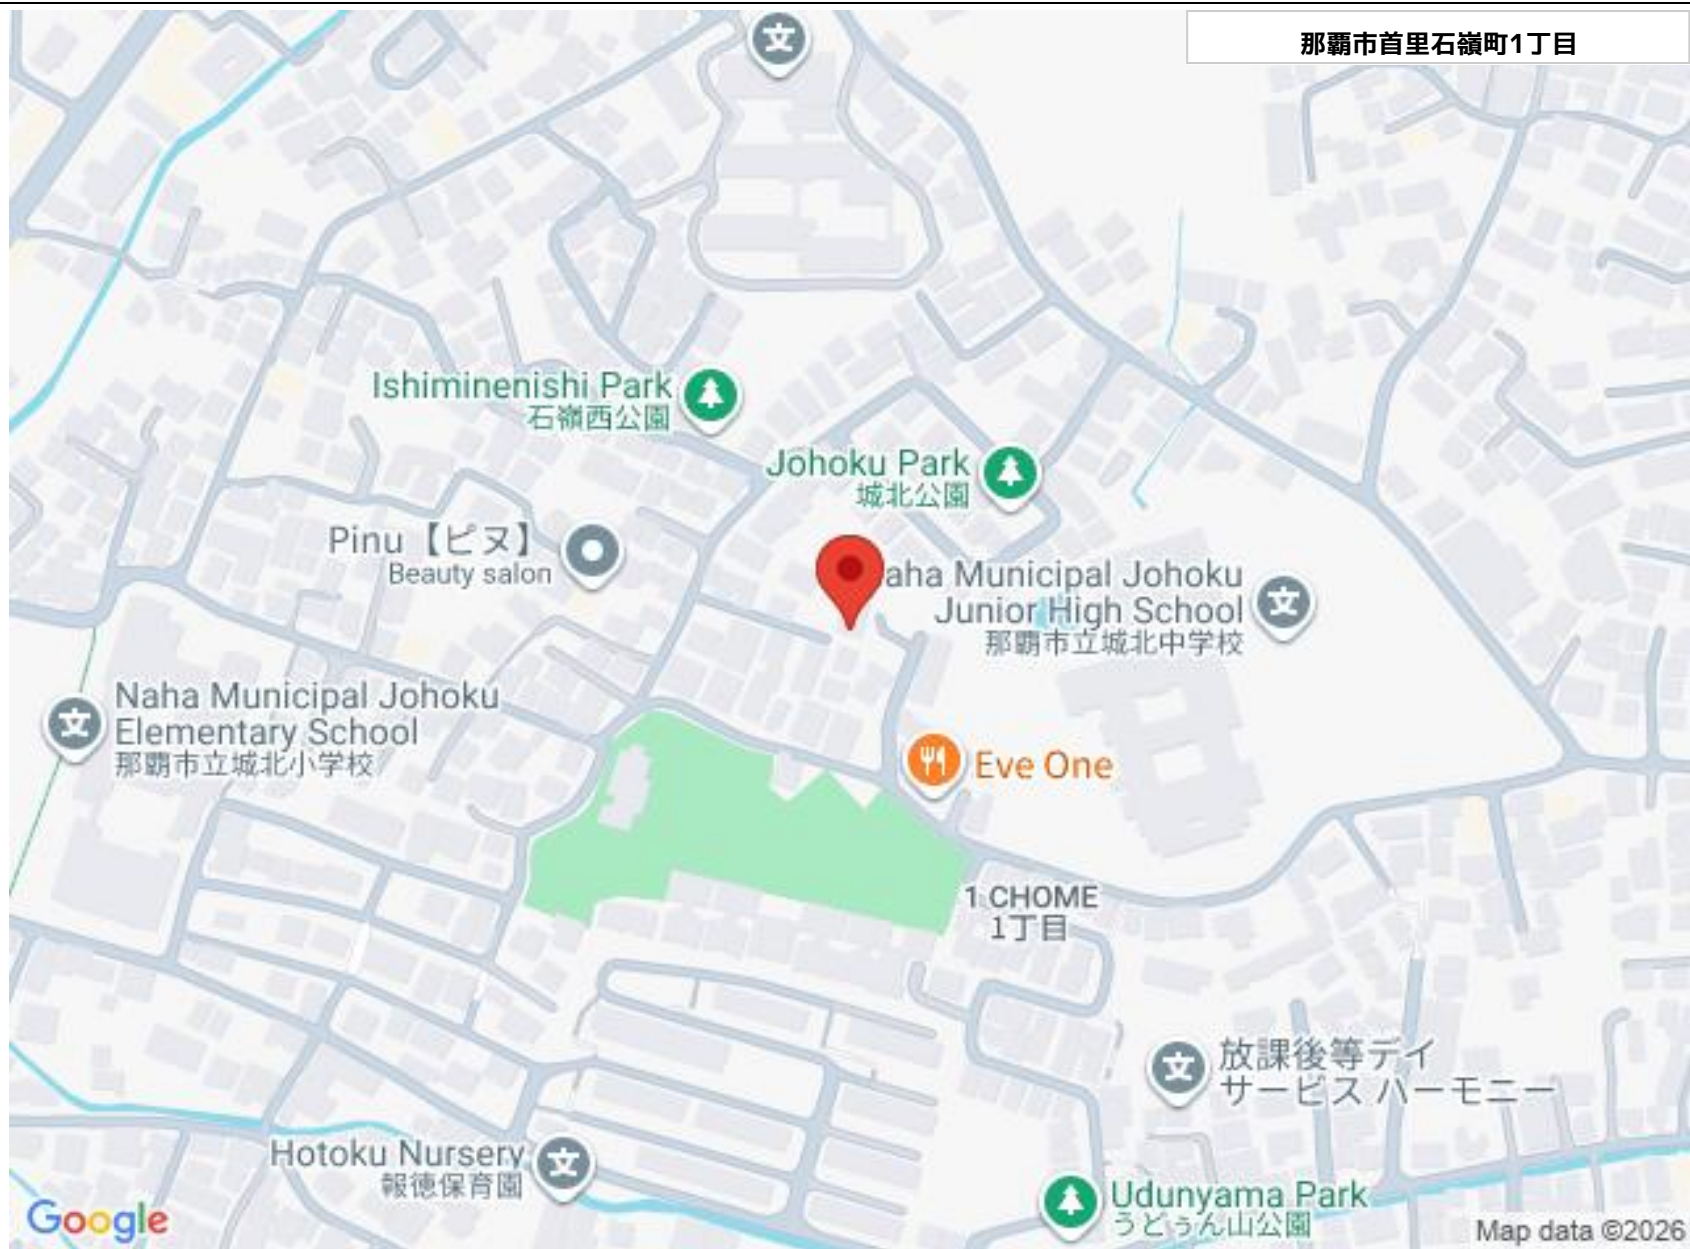 那覇市首里石嶺町1丁目
文
Ishiminenishi Park
石嶺西公園
Johoku Park
城北公園
Pinu【ピヌ】
Beauty salon
aha Municipal Johoku
Junior High School
那覇市立城北中学校
文
Naha Municipal Johoku
Elementary School
那覇市立城北小学校
文
Eve One
1 CHOME
1丁目
放課後等デイ
サービス ハーモニー
文
Hotoku Nursery
報徳保育園
文
Udunyama Park
うどぅん山公園
Google
Map data ©2026